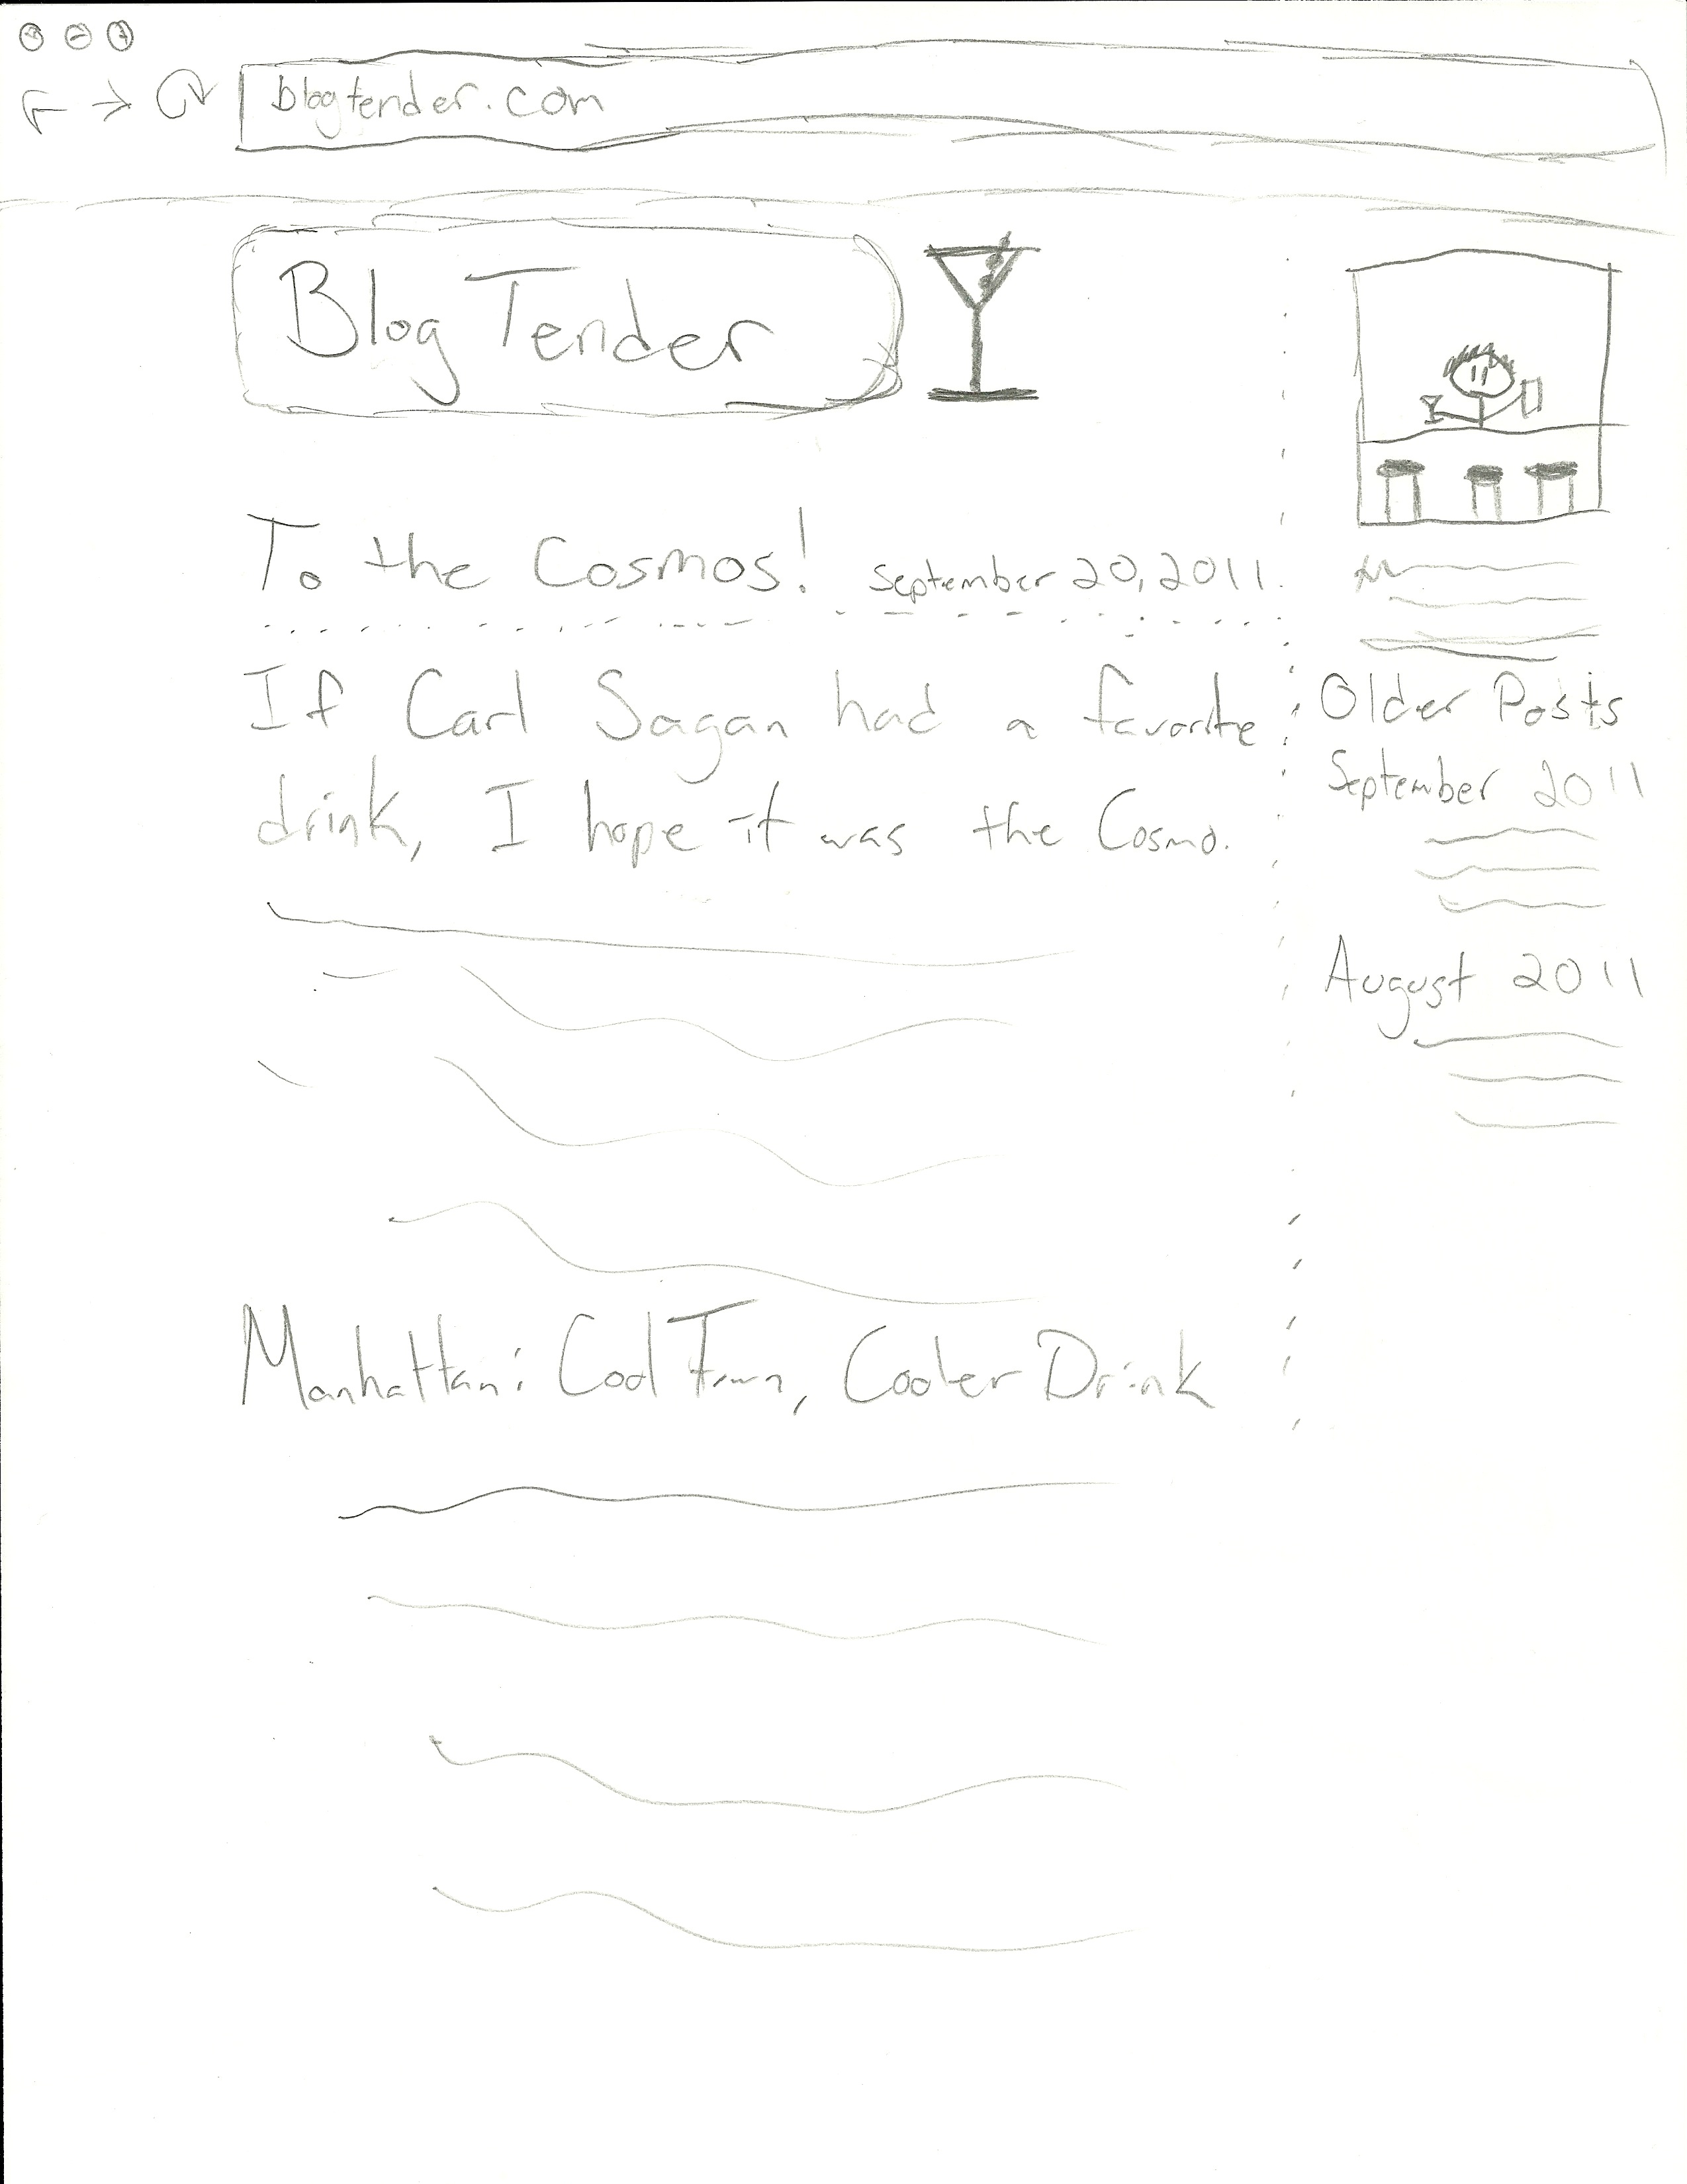 blogtender.com
Blog Tender
To the Cosmos! September 20, 2011
If Carl Sagan had a favorite
drink, I hope it was the Cosmo.
Manhattan: Cool Town, Cooler Drink
Older Posts
September 2011
August 2011